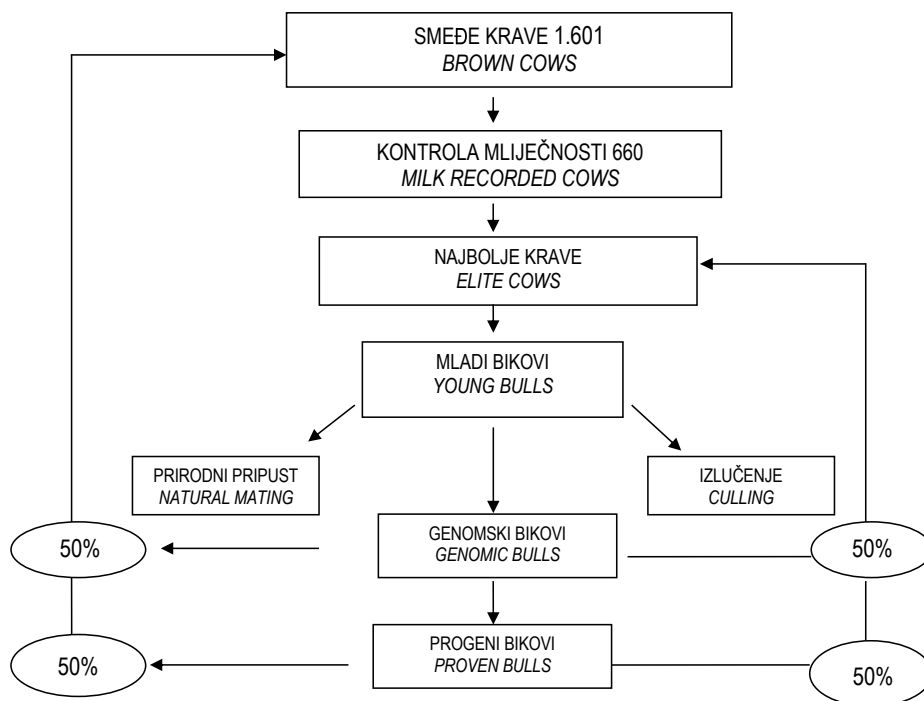 SMEĐE KRAVE 1.601
BROWN COWS
KONTROLA MLIJEČNOSTI 660
MILK RECORDED COWS
NAJBOLJE KRAVE
ELITE COWS
MLADI BIKOVI
YOUNG BULLS
PRIRODNI PRIPUST
NATURAL MATING
IZLUČENJE
CULLING
GENOMSKI BIKOVI
GENOMIC BULLS
50%
50%
PROGENI BIKOVI
PROVEN BULLS
50%
50%